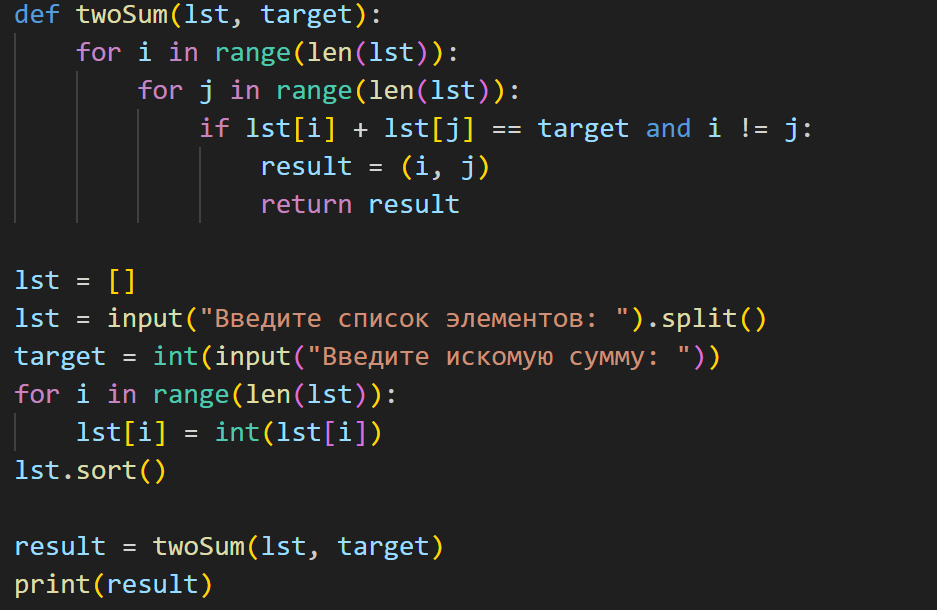 def twoSum(lst, target):
    for i in range(len(lst)):
        for j in range(len(lst)):
            if lst[i] + lst[j] == target and i != j:
                result = (i, j)
                return result

lst = []
lst = input("Введите список элементов: ").split()
target = int(input("Введите искомую сумму: "))
for i in range(len(lst)):
    lst[i] = int(lst[i])
lst.sort()

result = twoSum(lst, target)
print(result)